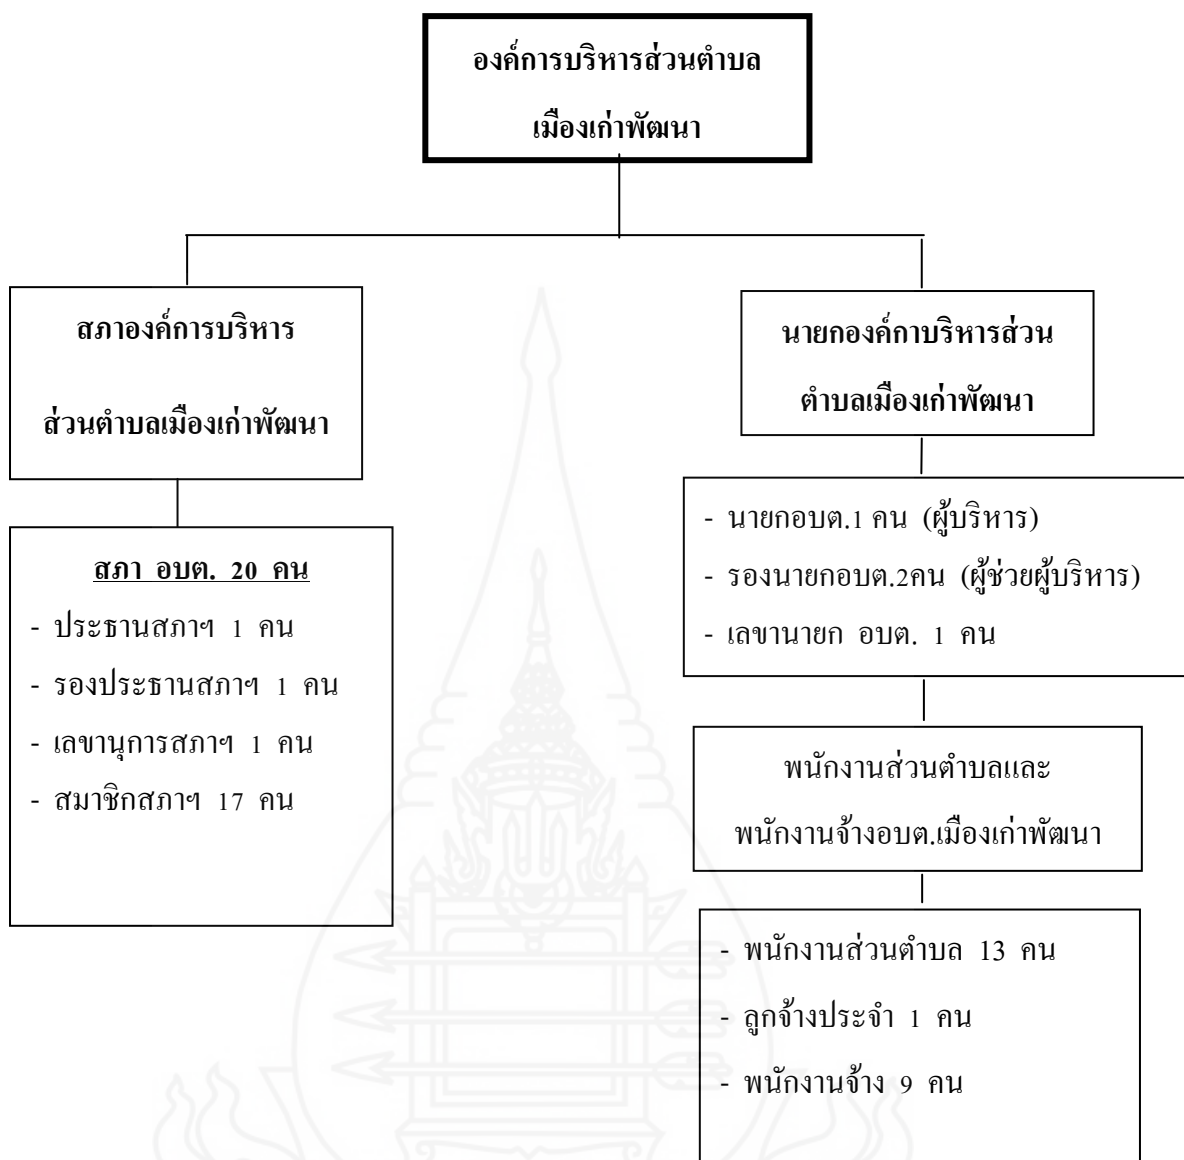 องค์การบริหารส่วนตำบล
เมืองเก่าพัฒนา
สภาองค์การบริหาร
ส่วนตำบลเมืองเก่าพัฒนา
สภา อบต. 20 คน
- ประธานสภาฯ 1 คน
- รองประธานสภาฯ 1 คน
- เลขานุการสภาฯ 1 คน
- สมาชิกสภาฯ 17 คน
นายกองค์กาบริหารส่วน
ตำบลเมืองเก่าพัฒนา
- นายกอบต.1 คน (ผู้บริหาร)
- รองนายกอบต.2คน (ผู้ช่วยผู้บริหาร)
- เลขานายก อบต. 1 คน
พนักงานส่วนตำบลและ
พนักงานจ้างอบต.เมืองเก่าพัฒนา
- พนักงานส่วนตำบล 13 คน
- ลูกจ้างประจำ 1 คน
- พนักงานจ้าง 9 คน